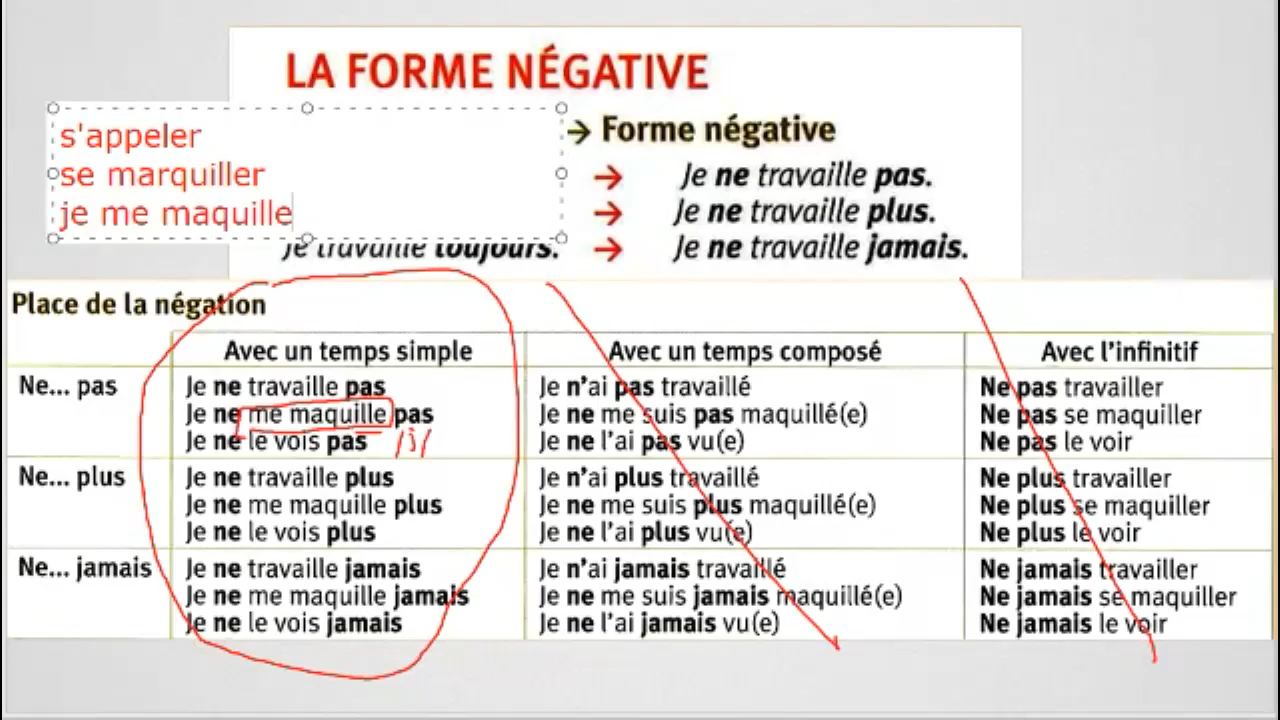 LA FORME NÉGATIVE
s'appeler
se marquiller
je me maquille
→ Forme négative
→ Je ne travaille pas.
→ Je ne travaille plus.
Je travaille toujours. → Je ne travaille jamais.
Place de la négation
Avec un temps simple Avec un temps composé Avec l'infinitif
Ne... pas Je ne travaille pas Je n'ai pas travaillé Ne pas travailler
Je ne me maquille pas Je ne me suis pas maquillé(e) Ne pas se maquiller
Je ne le vois pas Je ne l'ai pas vu(e) Ne pas le voir
Ne... plus Je ne travaille plus Je n'ai plus travaillé Ne plus travailler
Je ne me maquille plus Je ne me suis plus maquillé(e) Ne plus se maquiller
Je ne le vois plus Je ne l'ai plus vu(e) Ne plus le voir
Ne... jamais Je ne travaille jamais Je n'ai jamais travaillé Ne jamais travailler
Je ne me maquille jamais Je ne me suis jamais maquillé(e) Ne jamais se maquiller
Je ne le vois jamais Je ne l'ai jamais vu(e) Ne jamais le voir